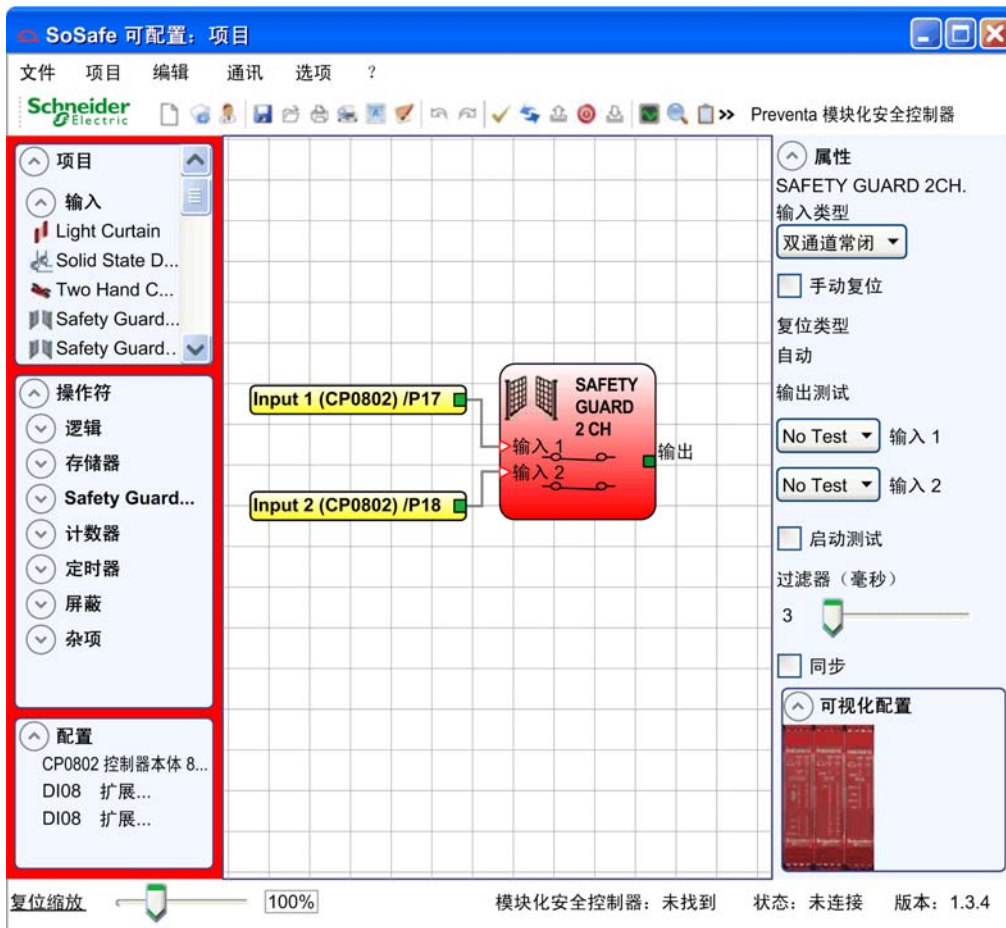 SoSafe 可配置：项目
文件 项目 编辑 通讯 选项 ?
Schneider Electric
Preventa 模块化安全控制器
项目
输入
Light Curtain
Solid State D...
Two Hand C...
Safety Guard...
Safety Guard..
操作符
逻辑
存储器
Safety Guard...
计数器
定时器
屏蔽
杂项
配置
CP0802 控制器本体 8...
DI08 扩展...
DI08 扩展...
Input 1 (CP0802) /P17
Input 2 (CP0802) /P18
SAFETY
GUARD
2 CH
输入 1
输入 2
输出
属性
SAFETY GUARD 2CH.
输入类型
双通道常闭
手动复位
复位类型
自动
输出测试
No Test 输入 1
No Test 输入 2
启动测试
过滤器（毫秒）
3
同步
可视化配置
复位缩放 100% 模块化安全控制器：未找到 状态：未连接 版本：1.3.4